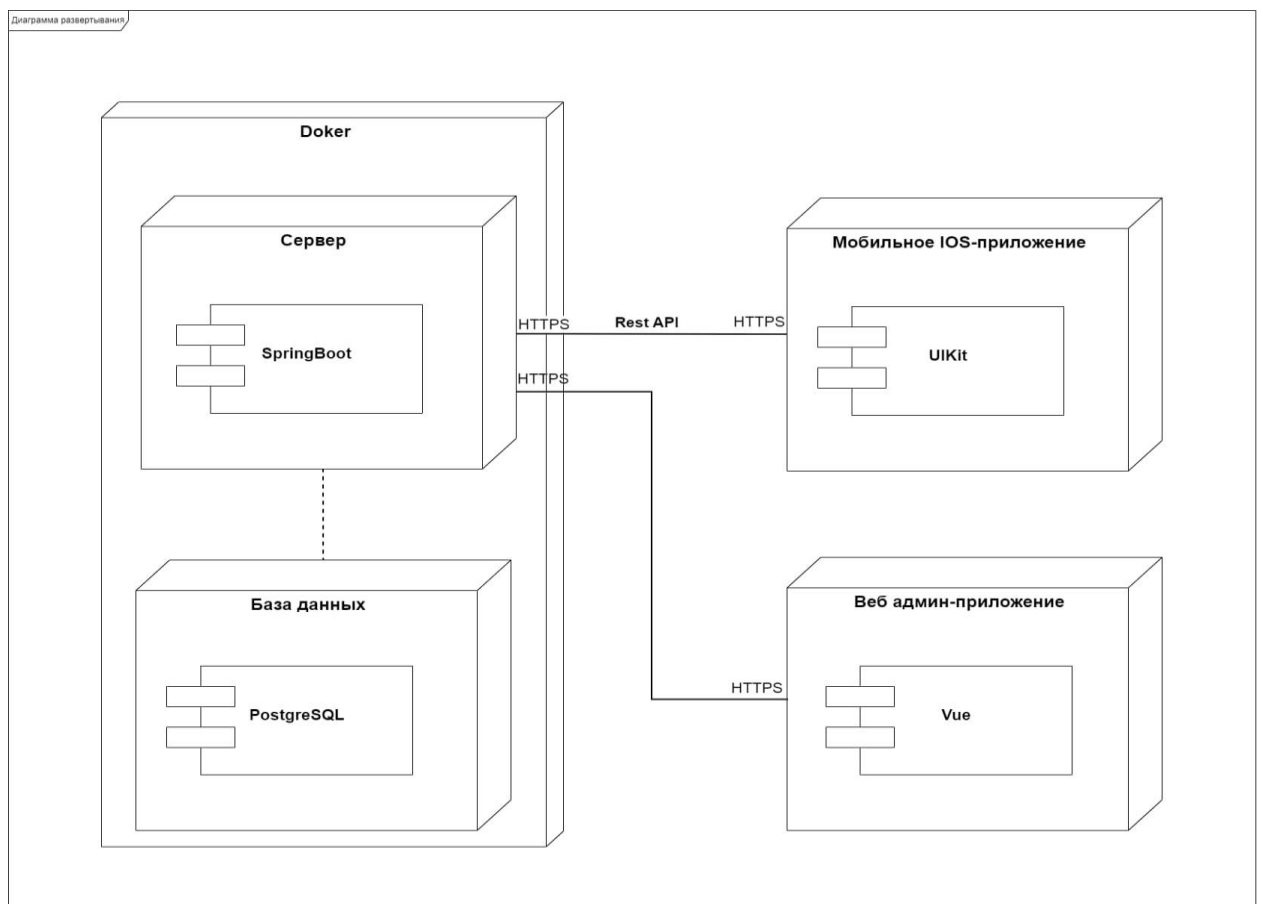 Диаграмма развертывания
Doker
Сервер
SpringBoot
HTTPS
Rest API
HTTPS
HTTPS
Мобильное IOS-приложение
UIKit
База данных
PostgreSQL
Веб админ-приложение
HTTPS
Vue